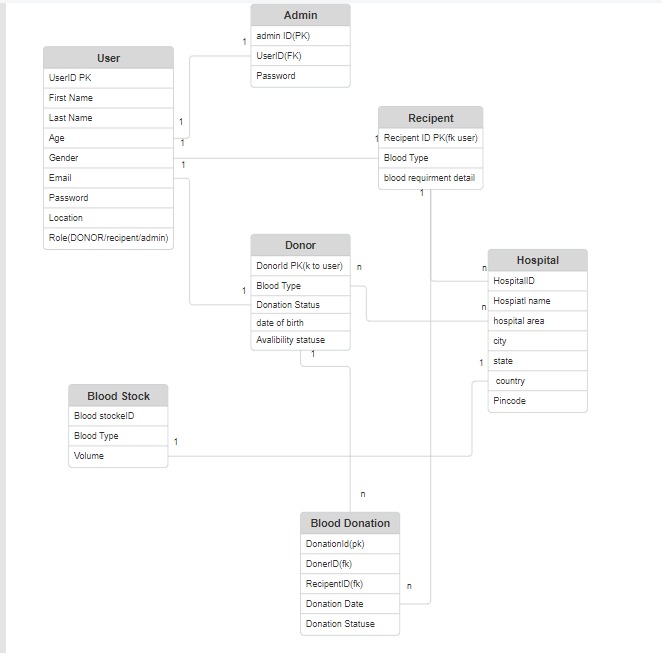 Admin
admin ID(PK)
UserID(FK)
Password
1
User
UserID PK
First Name
Last Name
Age
Gender
Email
Password
Location
Role(DONOR/recipent/admin)
1
1
1
Recipent
1
Recipent ID PK(fk user)
Blood Type
blood requirment detail
1
Donor
DonorId PK(k to user)
Blood Type
Donation Status
date of birth
Avalibility statuse
n
1
1
Hospital
HospitalID
Hospiatl name
hospital area
city
state
country
Pincode
n
n
1
Blood Stock
Blood stockeID
Blood Type
Volume
1
n
Blood Donation
DonationId(pk)
DonerID(fk)
RecipentID(fk)
Donation Date
Donation Statuse
n